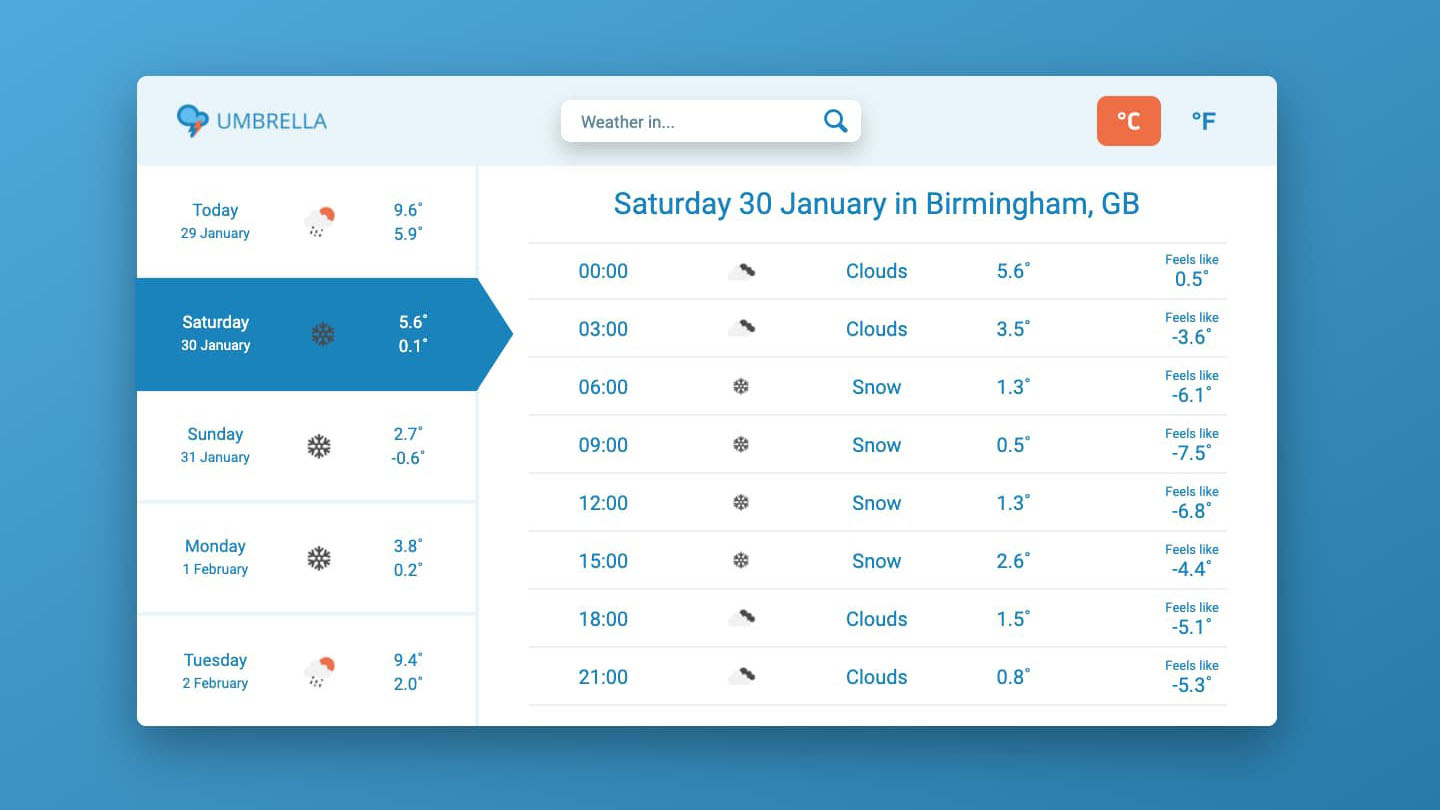 UMBRELLA
Weather in...
°C
°F
Today
29 January
9.6°
5.9°
Saturday
30 January
5.6°
0.1°
Sunday
31 January
2.7°
-0.6°
Monday
1 February
3.8°
0.2°
Tuesday
2 February
9.4°
2.0°
Saturday 30 January in Birmingham, GB
00:00 Clouds 5.6° Feels like
0.5°
03:00 Clouds 3.5° Feels like
-3.6°
06:00 Snow 1.3° Feels like
-6.1°
09:00 Snow 0.5° Feels like
-7.5°
12:00 Snow 1.3° Feels like
-6.8°
15:00 Snow 2.6° Feels like
-4.4°
18:00 Clouds 1.5° Feels like
-5.1°
21:00 Clouds 0.8° Feels like
-5.3°